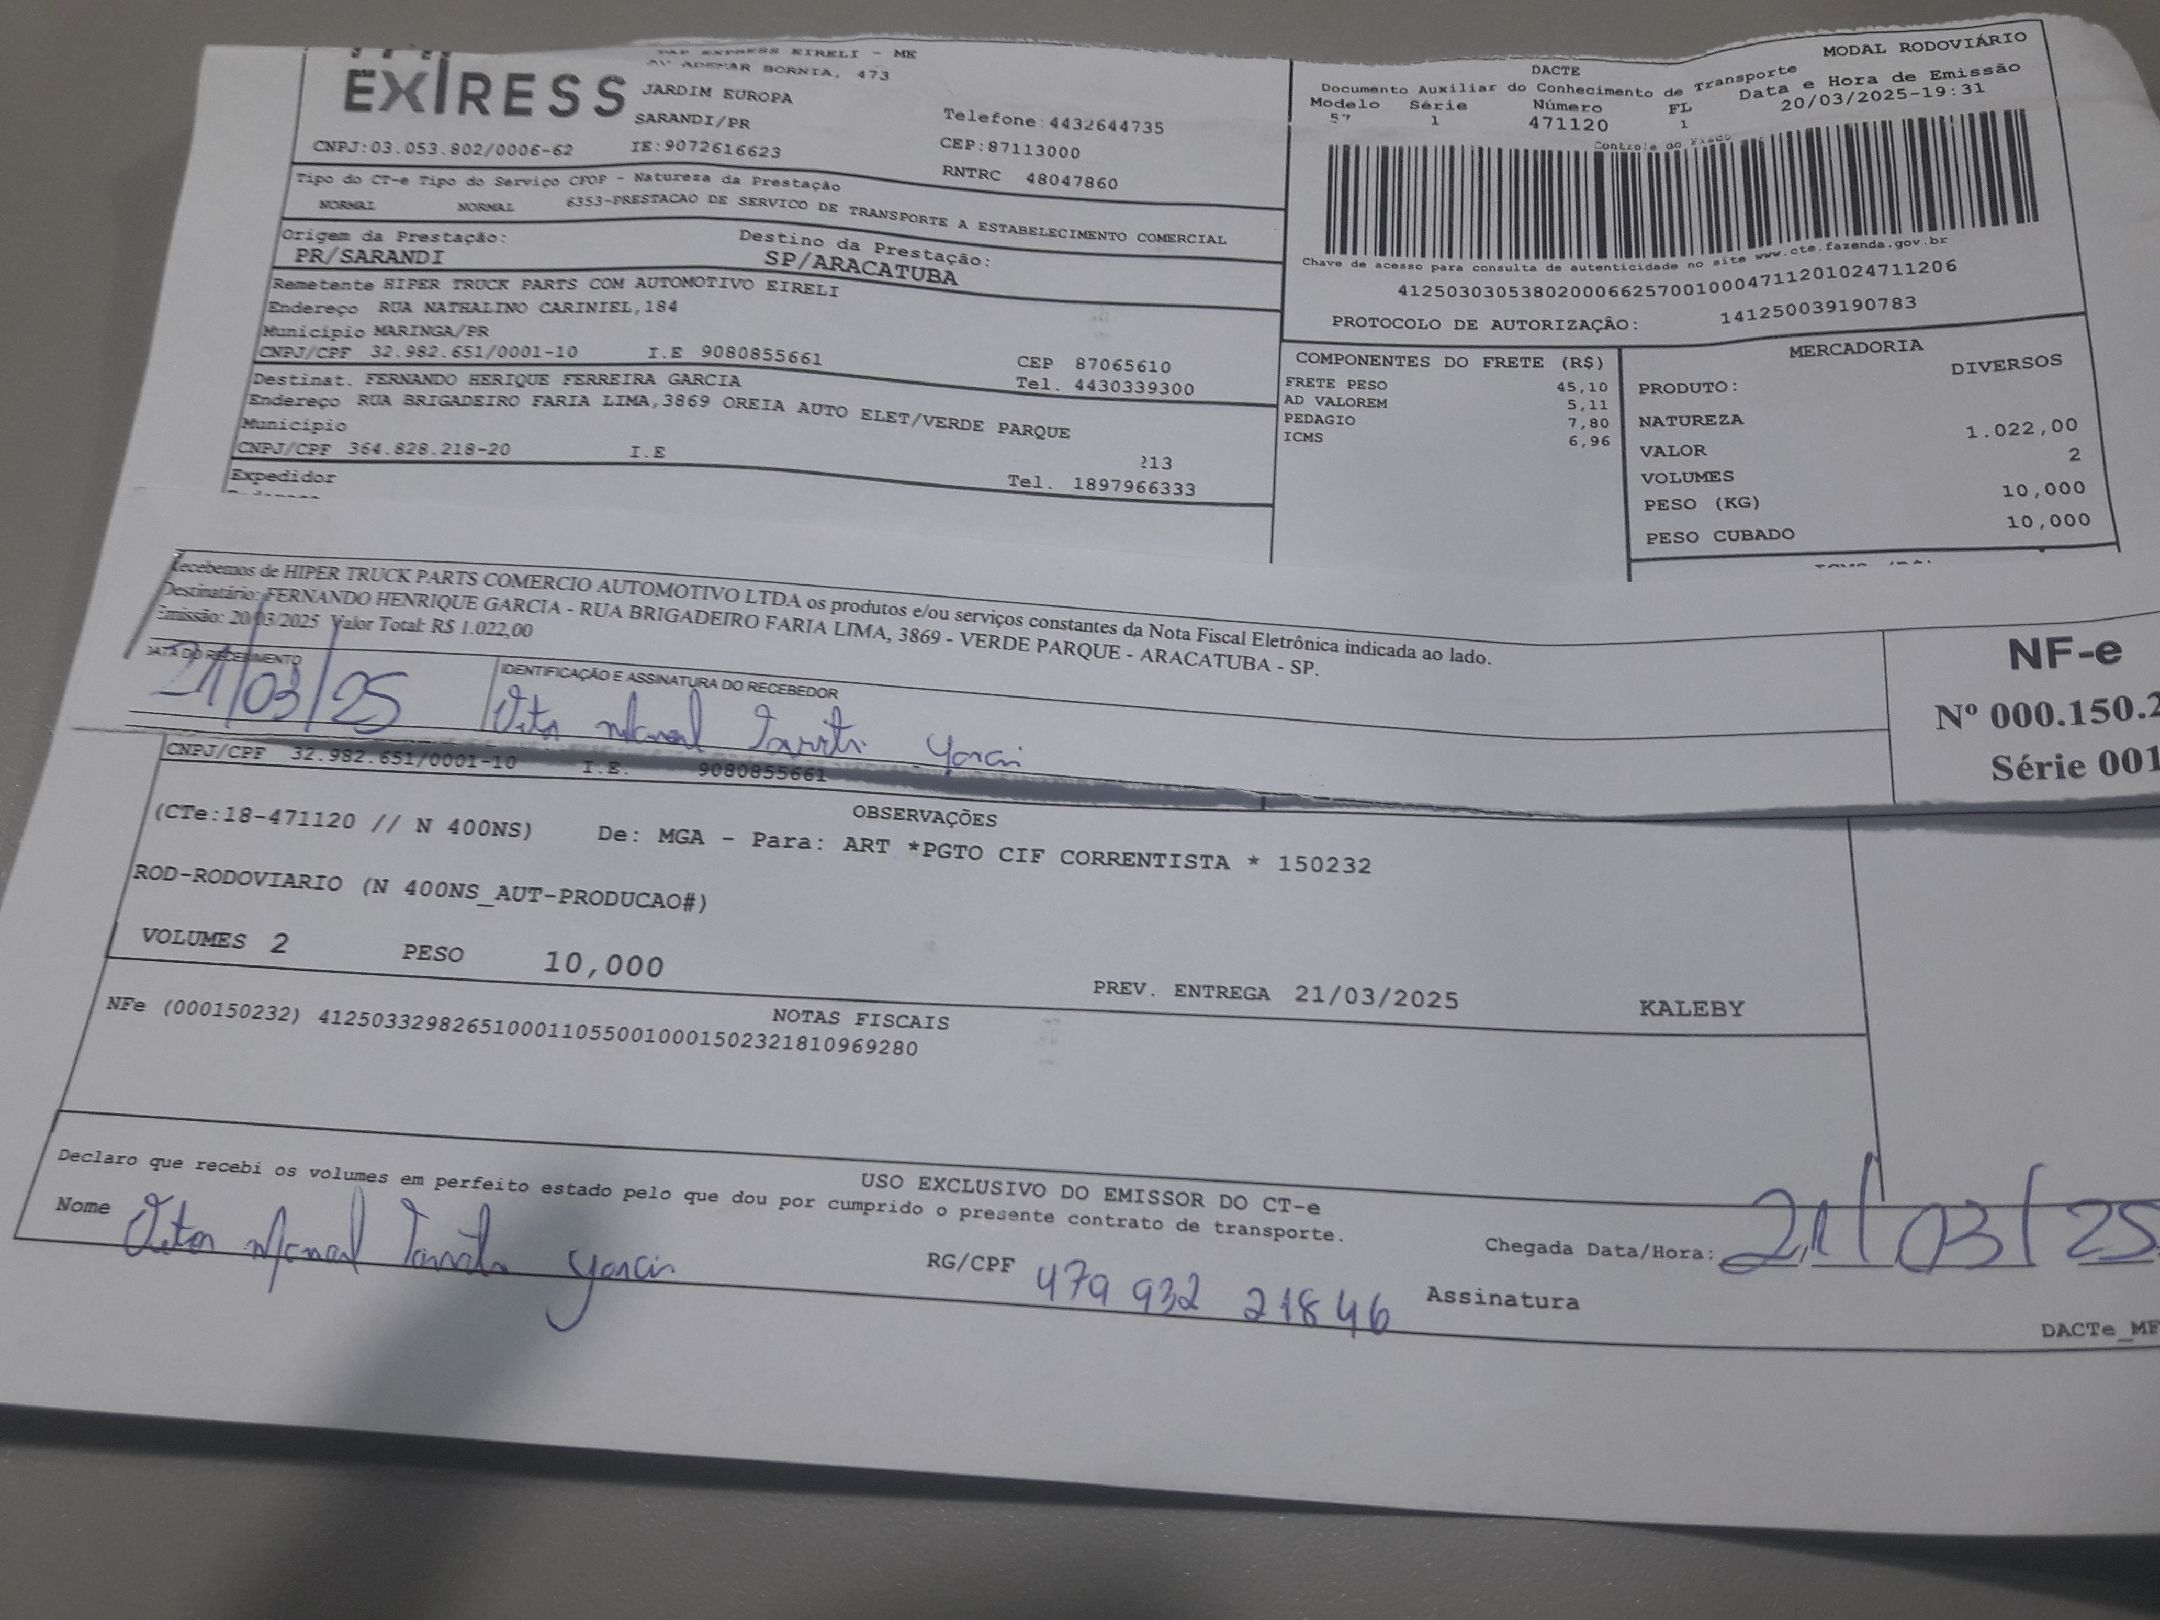 EXPRESS
EXPRESS EIRELI - ME
AV ADEMAR BORNIA, 473
JARDIM EUROPA
SARANDI/PR
Telefone:4432644735
CNPJ:03.053.802/0006-62 IE:9072616623 CEP:87113000
RNTRC 48047860
Tipo do CT-e Tipo do Serviço CFOP - Natureza da Prestação
NORMAL NORMAL 6353-PRESTACAO DE SERVICO DE TRANSPORTE A ESTABELECIMENTO COMERCIAL
Origem da Prestação: Destino da Prestação:
PR/SARANDI SP/ARACATUBA
Remetente HIPER TRUCK PARTS COM AUTOMOTIVO EIRELI
Endereço RUA NATHALINO CARINIEL,184
Município MARINGA/PR CEP 87065610
CNPJ/CPF 32.982.651/0001-10 I.E 9080855661 Tel. 4430339300
Destinat. FERNANDO HERIQUE FERREIRA GARCIA
Endereço RUA BRIGADEIRO FARIA LIMA,3869 OREIA AUTO ELET/VERDE PARQUE
Município 213
CNPJ/CPF 364.828.218-20 I.E Tel. 1897966333
Expedidor
MODAL RODOVIÁRIO
DACTE
Documento Auxiliar do Conhecimento de Transporte
Modelo Série Número FL Data e Hora de Emissão
57 1 471120 1 20/03/2025-19:31
Controle do Fisco
Chave de acesso para consulta de autenticidade no site www.cte.fazenda.gov.br
41250303053802000662570010004711201024711206
PROTOCOLO DE AUTORIZAÇÃO: 141250039190783
COMPONENTES DO FRETE (R$)
FRETE PESO 45,10
AD VALOREM 5,11
PEDAGIO 7,80
ICMS 6,96
MERCADORIA
PRODUTO: DIVERSOS
NATUREZA
VALOR 1.022,00
VOLUMES 2
PESO (KG) 10,000
PESO CUBADO 10,000
Recebemos de HIPER TRUCK PARTS COMERCIO AUTOMOTIVO LTDA os produtos e/ou serviços constantes da Nota Fiscal Eletrônica indicada ao lado.
Destinatário: FERNANDO HENRIQUE GARCIA - RUA BRIGADEIRO FARIA LIMA, 3869 - VERDE PARQUE - ARACATUBA - SP.
Emissão: 20/03/2025 Valor Total: R$ 1.022,00
DATA DO RECEBIMENTO IDENTIFICAÇÃO E ASSINATURA DO RECEBEDOR
21/03/25
NF-e
Nº 000.150.2
Série 001
CNPJ/CPF 32.982.651/0001-10 I.E. 9080855661
OBSERVAÇÕES
(CTe:18-471120 // N 400NS) De: MGA - Para: ART *PGTO CIF CORRENTISTA * 150232
ROD-RODOVIARIO (N 400NS_AUT-PRODUCAO#)
VOLUMES 2 PESO 10,000 PREV. ENTREGA 21/03/2025 KALEBY
NOTAS FISCAIS
NFe (000150232) 41250332982651000110550010001502321810969280
USO EXCLUSIVO DO EMISSOR DO CT-e
Declaro que recebi os volumes em perfeito estado pelo que dou por cumprido o presente contrato de transporte.
Nome RG/CPF 479 932 21846 Chegada Data/Hora: 21/03/25
Assinatura
DACTe_MF